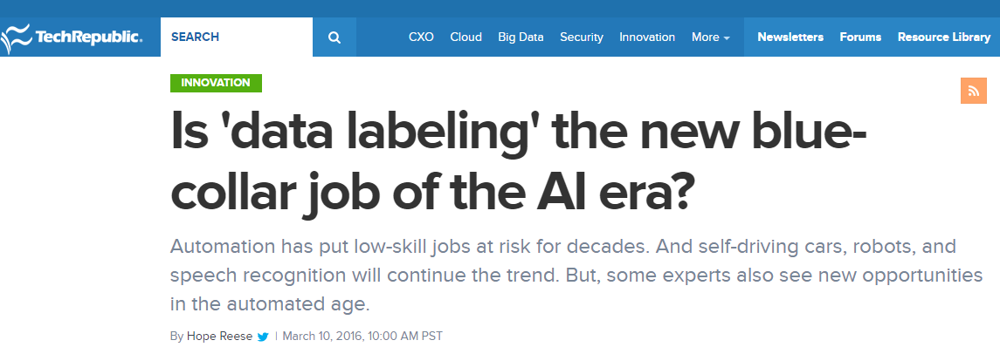 TechRepublic. SEARCH CXO Cloud Big Data Security Innovation More Newsletters Forums Resource Library
INNOVATION
Is 'data labeling' the new blue-
collar job of the AI era?
Automation has put low-skill jobs at risk for decades. And self-driving cars, robots, and
speech recognition will continue the trend. But, some experts also see new opportunities
in the automated age.
By Hope Reese | March 10, 2016, 10:00 AM PST